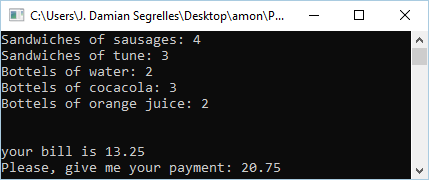 C:\Users\J. Damian Segrelles\Desktop\amon\P...
Sandwiches of sausages: 4
Sandwiches of tune: 3
Bottels of water: 2
Bottels of cocacola: 3
Bottels of orange juice: 2
your bill is 13.25
Please, give me your payment: 20.75